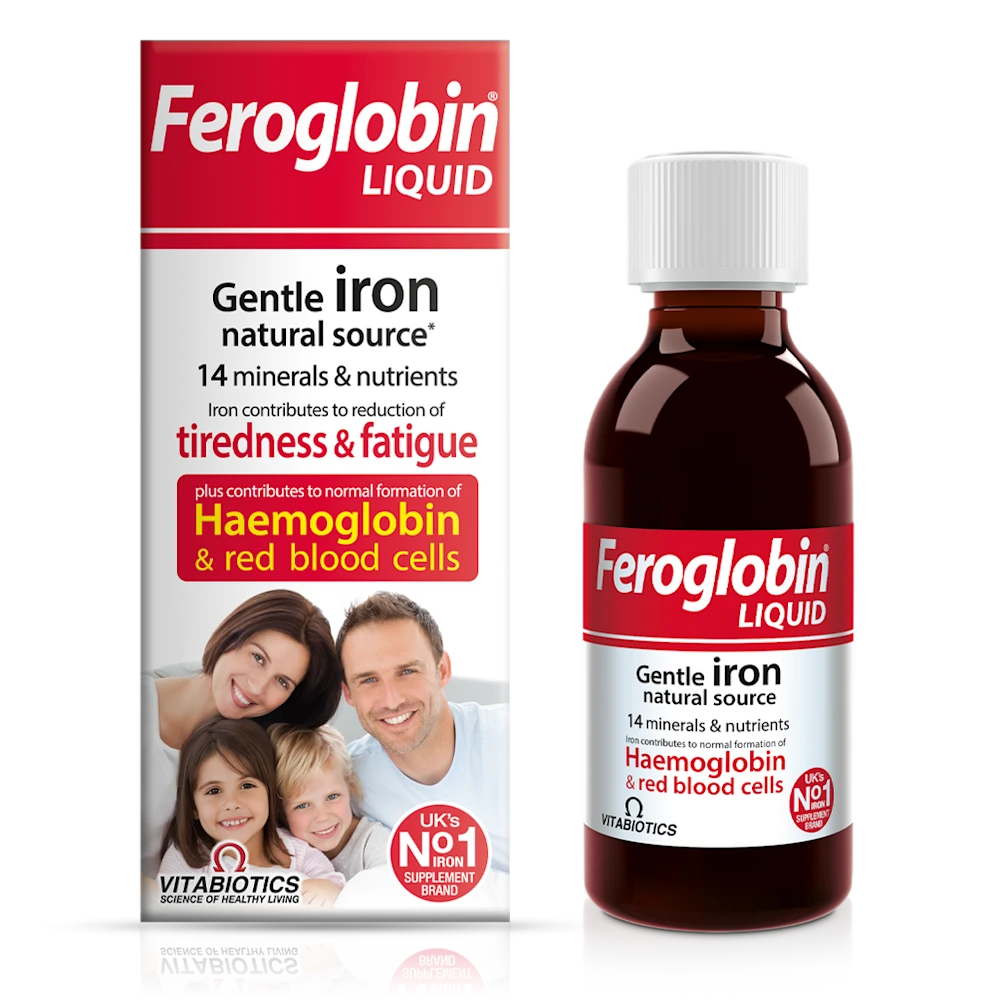 Feroglobin®
LIQUID
Gentle iron
natural source*
14 minerals & nutrients
Iron contributes to reduction of
tiredness & fatigue
plus contributes to normal formation of
Haemoglobin
& red blood cells
UK's
No1
IRON
SUPPLEMENT
BRAND
VITABIOTICS
SCIENCE OF HEALTHY LIVING
Feroglobin®
LIQUID
Gentle iron
natural source
14 minerals & nutrients
Iron contributes to normal formation of
Haemoglobin
& red blood cells
UK's
No1
IRON
SUPPLEMENT
BRAND
VITABIOTICS